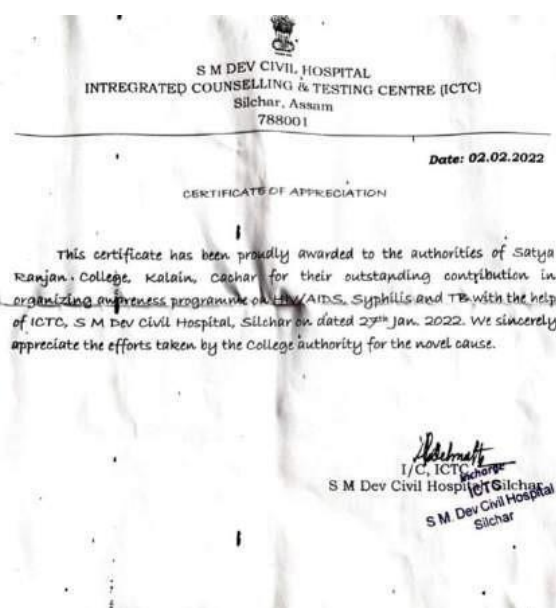 S M DEV CIVIL HOSPITAL
INTREGRATED COUNSELLING & TESTING CENTRE (ICTC)
Silchar, Assam
788001
Date: 02.02.2022
CERTIFICATE OF APPRECIATION
This certificate has been proudly awarded to the authorities of Satya
Ranjan College, Kalain, Cachar for their outstanding contribution in
organizing awreness programme on HIV/AIDS, Syphilis and TB with the help
of ICTC, S M Dev Civil Hospital, Silchar on dated 27th Jan. 2022. We sincerely
appreciate the efforts taken by the College authority for the novel cause.
I/C, ICTC
S M Dev Civil Hospital, Silchar
Incharge
ICTC
S M. Dev Civil Hospital
Silchar